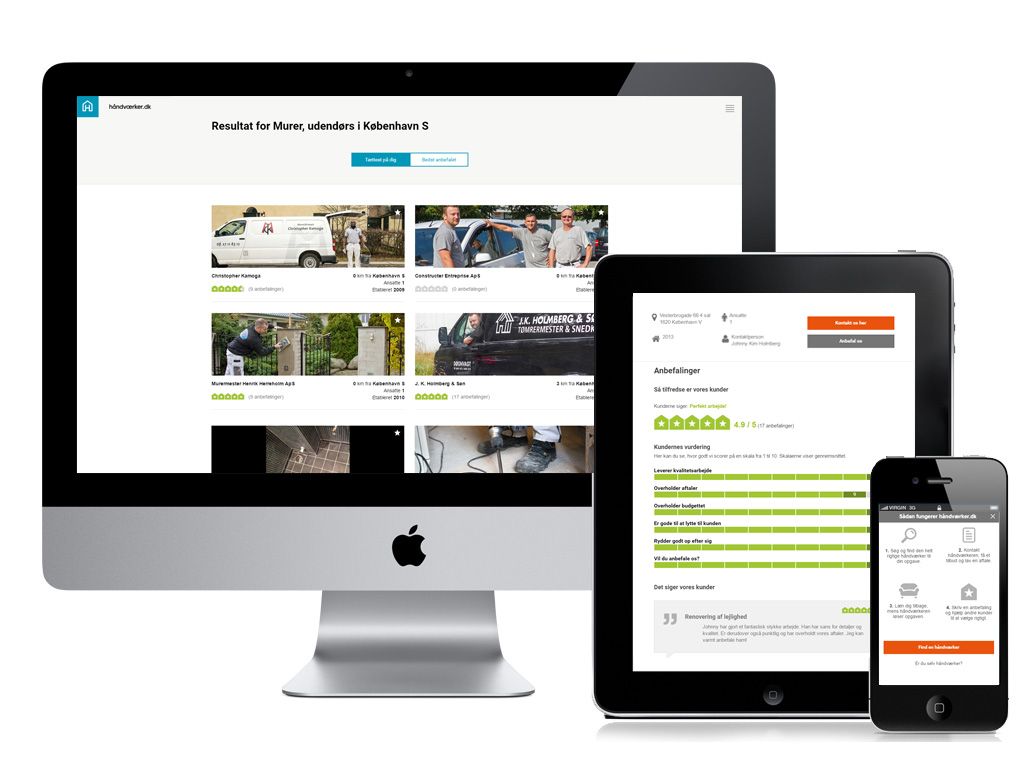 håndværker.dk
Resultat for Murer, udendørs i København S
Tættest på dig
Bedst anbefalet
Christopher Kamoga
Christopher Kamoga
0 km fra København S
Ansatte 1
Etableret 2009
(9 anbefalinger)
Constructer Entreprise ApS
0 km fra
Ansatte
Etableret
(0 anbefalinger)
Murermester Henrik Herreholm ApS
0 km fra København S
Ansatte 1
Etableret 2010
(9 anbefalinger)
J.K. HOLMBERG & SØ
TØMRERMESTER & SNEDK
J. K. Holmberg & Søn
3 km fra
Ansatte
Etableret
(17 anbefalinger)
Vesterbrogade 68 4 sal
1620 København V
Ansatte
1
2013
Kontaktperson
Johnny Kim Holmberg
Kontakt os her
Anbefal os
Anbefalinger
Så tilfredse er vores kunder
Kunderne siger: Perfekt arbejde!
4.9 / 5 (17 anbefalinger)
Kundernes vurdering
Her kan du se, hvor godt vi scorer på en skala fra 1 til 10. Skalaerne viser gennemsnittet.
Leverer kvalitetsarbejde
Overholder aftaler
9
Overholder budgettet
Er gode til at lytte til kunden
Rydder godt op efter sig
Vil du anbefale os?
Det siger vores kunder
Renovering af lejlighed
Johnny har gjort et fantastisk stykke arbejde. Han har sans for detaljer og
kvalitet. Er derudover også punktlig og har overholdt vores aftaler. Jeg kan
varmt anbefale ham!
VIRGIN 3G
Sådan fungerer håndværker.dk
1. Søg og find den helt
rigtige håndværker til
din opgave.
2. Kontakt
håndværkeren, få et
tilbud og lav en aftale.
3. Læn dig tilbage,
mens håndværkeren
løser opgaven
4. Skriv en anbefaling
og hjælp andre kunder
til at vælge rigtigt
Find en håndværker
Er du selv håndværker?